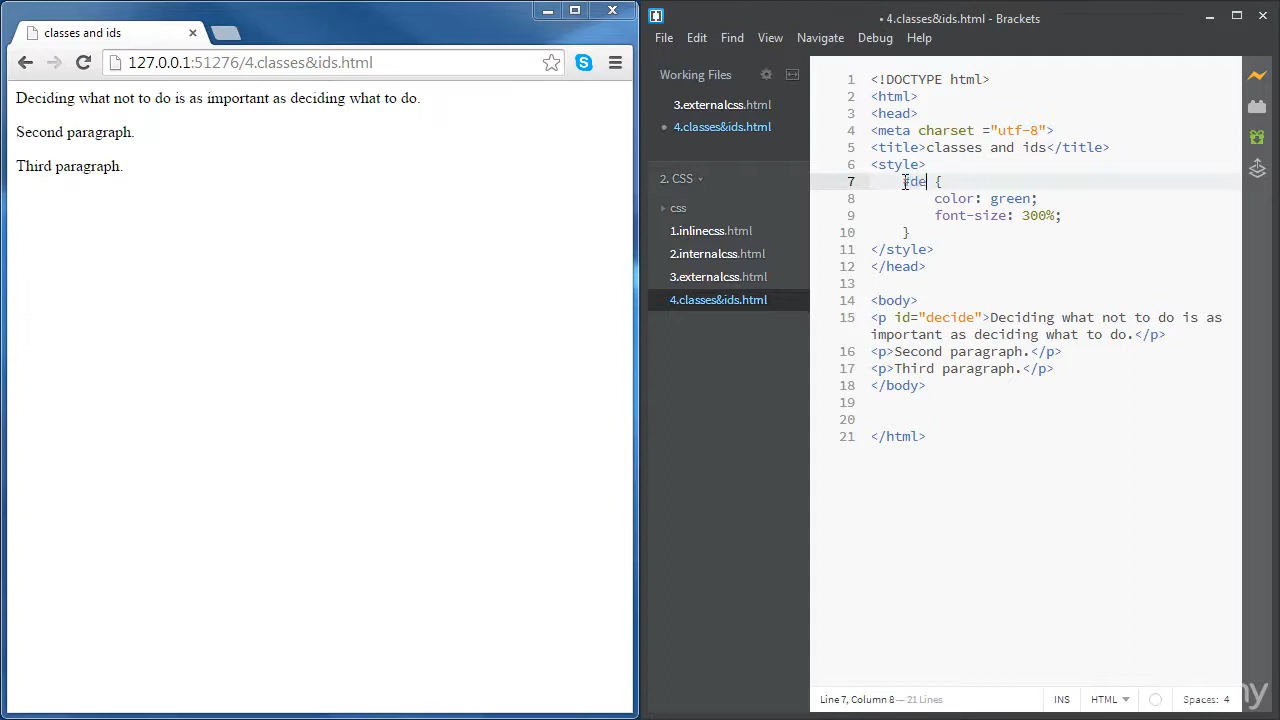 classes and ids
127.0.0.1:51276/4.classes&ids.html
Deciding what not to do is as important as deciding what to do.
Second paragraph.
Third paragraph.
• 4.classes&ids.html - Brackets
File Edit Find View Navigate Debug Help
Working Files
3.externalcss.html
• 4.classes&ids.html
2. CSS
css
1.inlinecss.html
2.internalcss.html
3.externalcss.html
4.classes&ids.html
1 <!DOCTYPE html>
2 <html>
3 <head>
4 <meta charset ="utf-8">
5 <title>classes and ids</title>
6 <style>
7 #de {
8 color: green;
9 font-size: 300%;
10 }
11 </style>
12 </head>
13
14 <body>
15 <p id="decide">Deciding what not to do is as
important as deciding what to do.</p>
16 <p>Second paragraph.</p>
17 <p>Third paragraph.</p>
18 </body>
19
20
21 </html>
Line 7, Column 8 — 21 Lines
INS
HTML
Spaces: 4